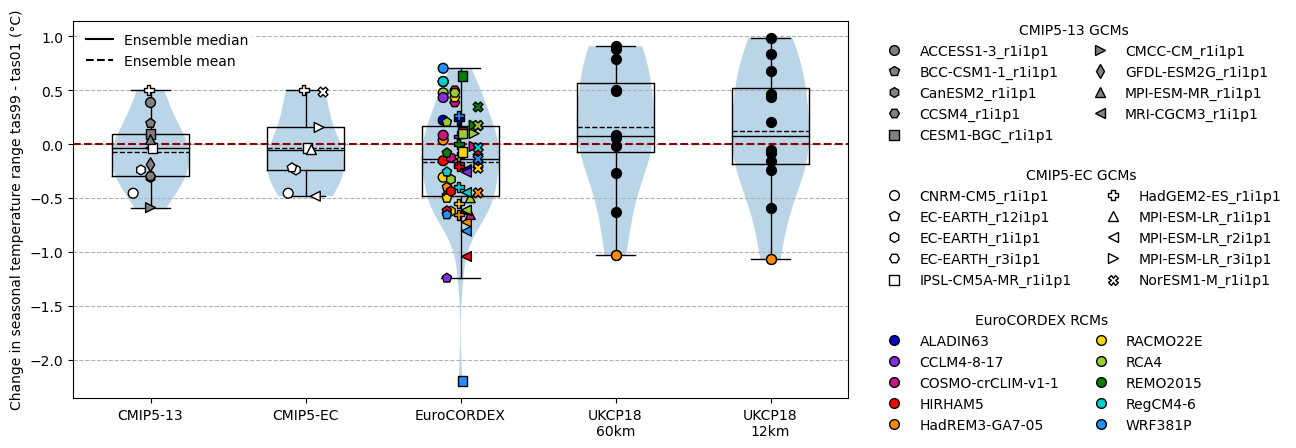 Change in seasonal temperature range tas99 - tas01 (°C)
1.0
0.5
0.0
−0.5
−1.0
−1.5
−2.0
Ensemble median
Ensemble mean
CMIP5-13
CMIP5-EC
EuroCORDEX
UKCP18
60km
UKCP18
12km
CMIP5-13 GCMs
ACCESS1-3_r1i1p1
BCC-CSM1-1_r1i1p1
CanESM2_r1i1p1
CCSM4_r1i1p1
CESM1-BGC_r1i1p1
CMCC-CM_r1i1p1
GFDL-ESM2G_r1i1p1
MPI-ESM-MR_r1i1p1
MRI-CGCM3_r1i1p1
CMIP5-EC GCMs
CNRM-CM5_r1i1p1
EC-EARTH_r12i1p1
EC-EARTH_r1i1p1
EC-EARTH_r3i1p1
IPSL-CM5A-MR_r1i1p1
HadGEM2-ES_r1i1p1
MPI-ESM-LR_r1i1p1
MPI-ESM-LR_r2i1p1
MPI-ESM-LR_r3i1p1
NorESM1-M_r1i1p1
EuroCORDEX RCMs
ALADIN63
CCLM4-8-17
COSMO-crCLIM-v1-1
HIRHAM5
HadREM3-GA7-05
RACMO22E
RCA4
REMO2015
RegCM4-6
WRF381P